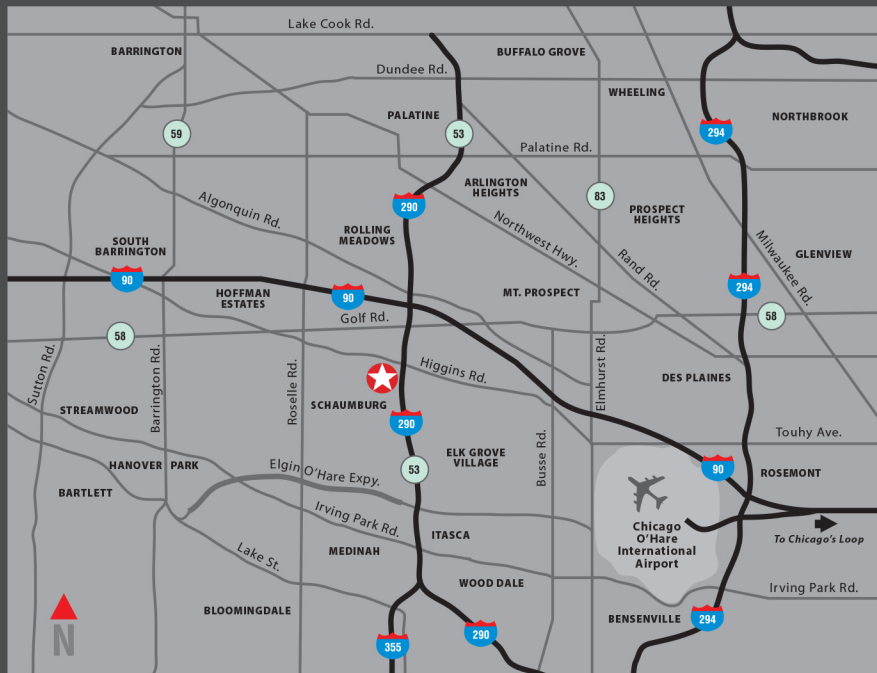 Lake Cook Rd.
BARRINGTON
BUFFALO GROVE
Dundee Rd.
WHEELING
PALATINE
NORTHBROOK
59
53
294
Palatine Rd.
ARLINGTON
HEIGHTS
83
Algonquin Rd.
290
PROSPECT
HEIGHTS
ROLLING
MEADOWS
Northwest Hwy.
SOUTH
BARRINGTON
Rand Rd.
Milwaukee Rd.
GLENVIEW
90
HOFFMAN
ESTATES
90
MT. PROSPECT
294
Golf Rd.
58
58
Sutton Rd.
Barrington Rd.
Roselle Rd.
Higgins Rd.
Elmhurst Rd.
DES PLAINES
STREAMWOOD
SCHAUMBURG
290
Touhy Ave.
HANOVER PARK
Elgin O'Hare Expy.
53
ELK GROVE
VILLAGE
Busse Rd.
90
ROSEMONT
BARTLETT
Irving Park Rd.
ITASCA
Chicago
O'Hare
International
Airport
To Chicago's Loop
Lake St.
MEDINAH
WOOD DALE
Irving Park Rd.
BLOOMINGDALE
BENSENVILLE
294
N
355
290